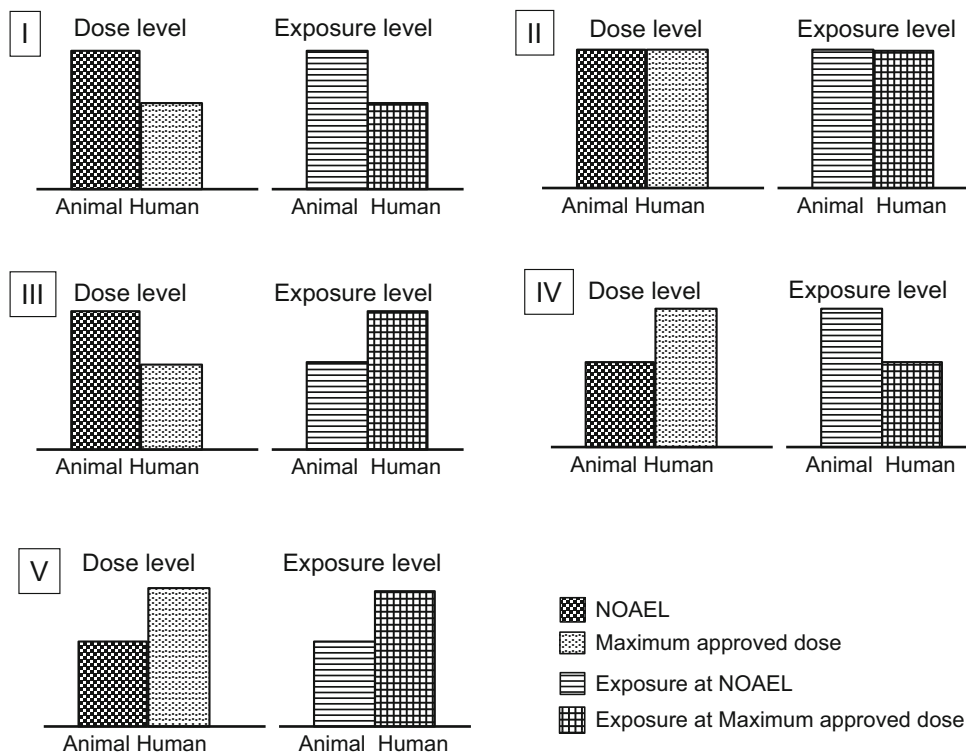 I
Dose level
Exposure level
Animal Human
Animal Human
II
Dose level
Exposure level
Animal Human
Animal Human
III
Dose level
Exposure level
Animal Human
Animal Human
IV
Dose level
Exposure level
Animal Human
Animal Human
V
Dose level
Exposure level
Animal Human
Animal Human
NOAEL
Maximum approved dose
Exposure at NOAEL
Exposure at Maximum approved dose